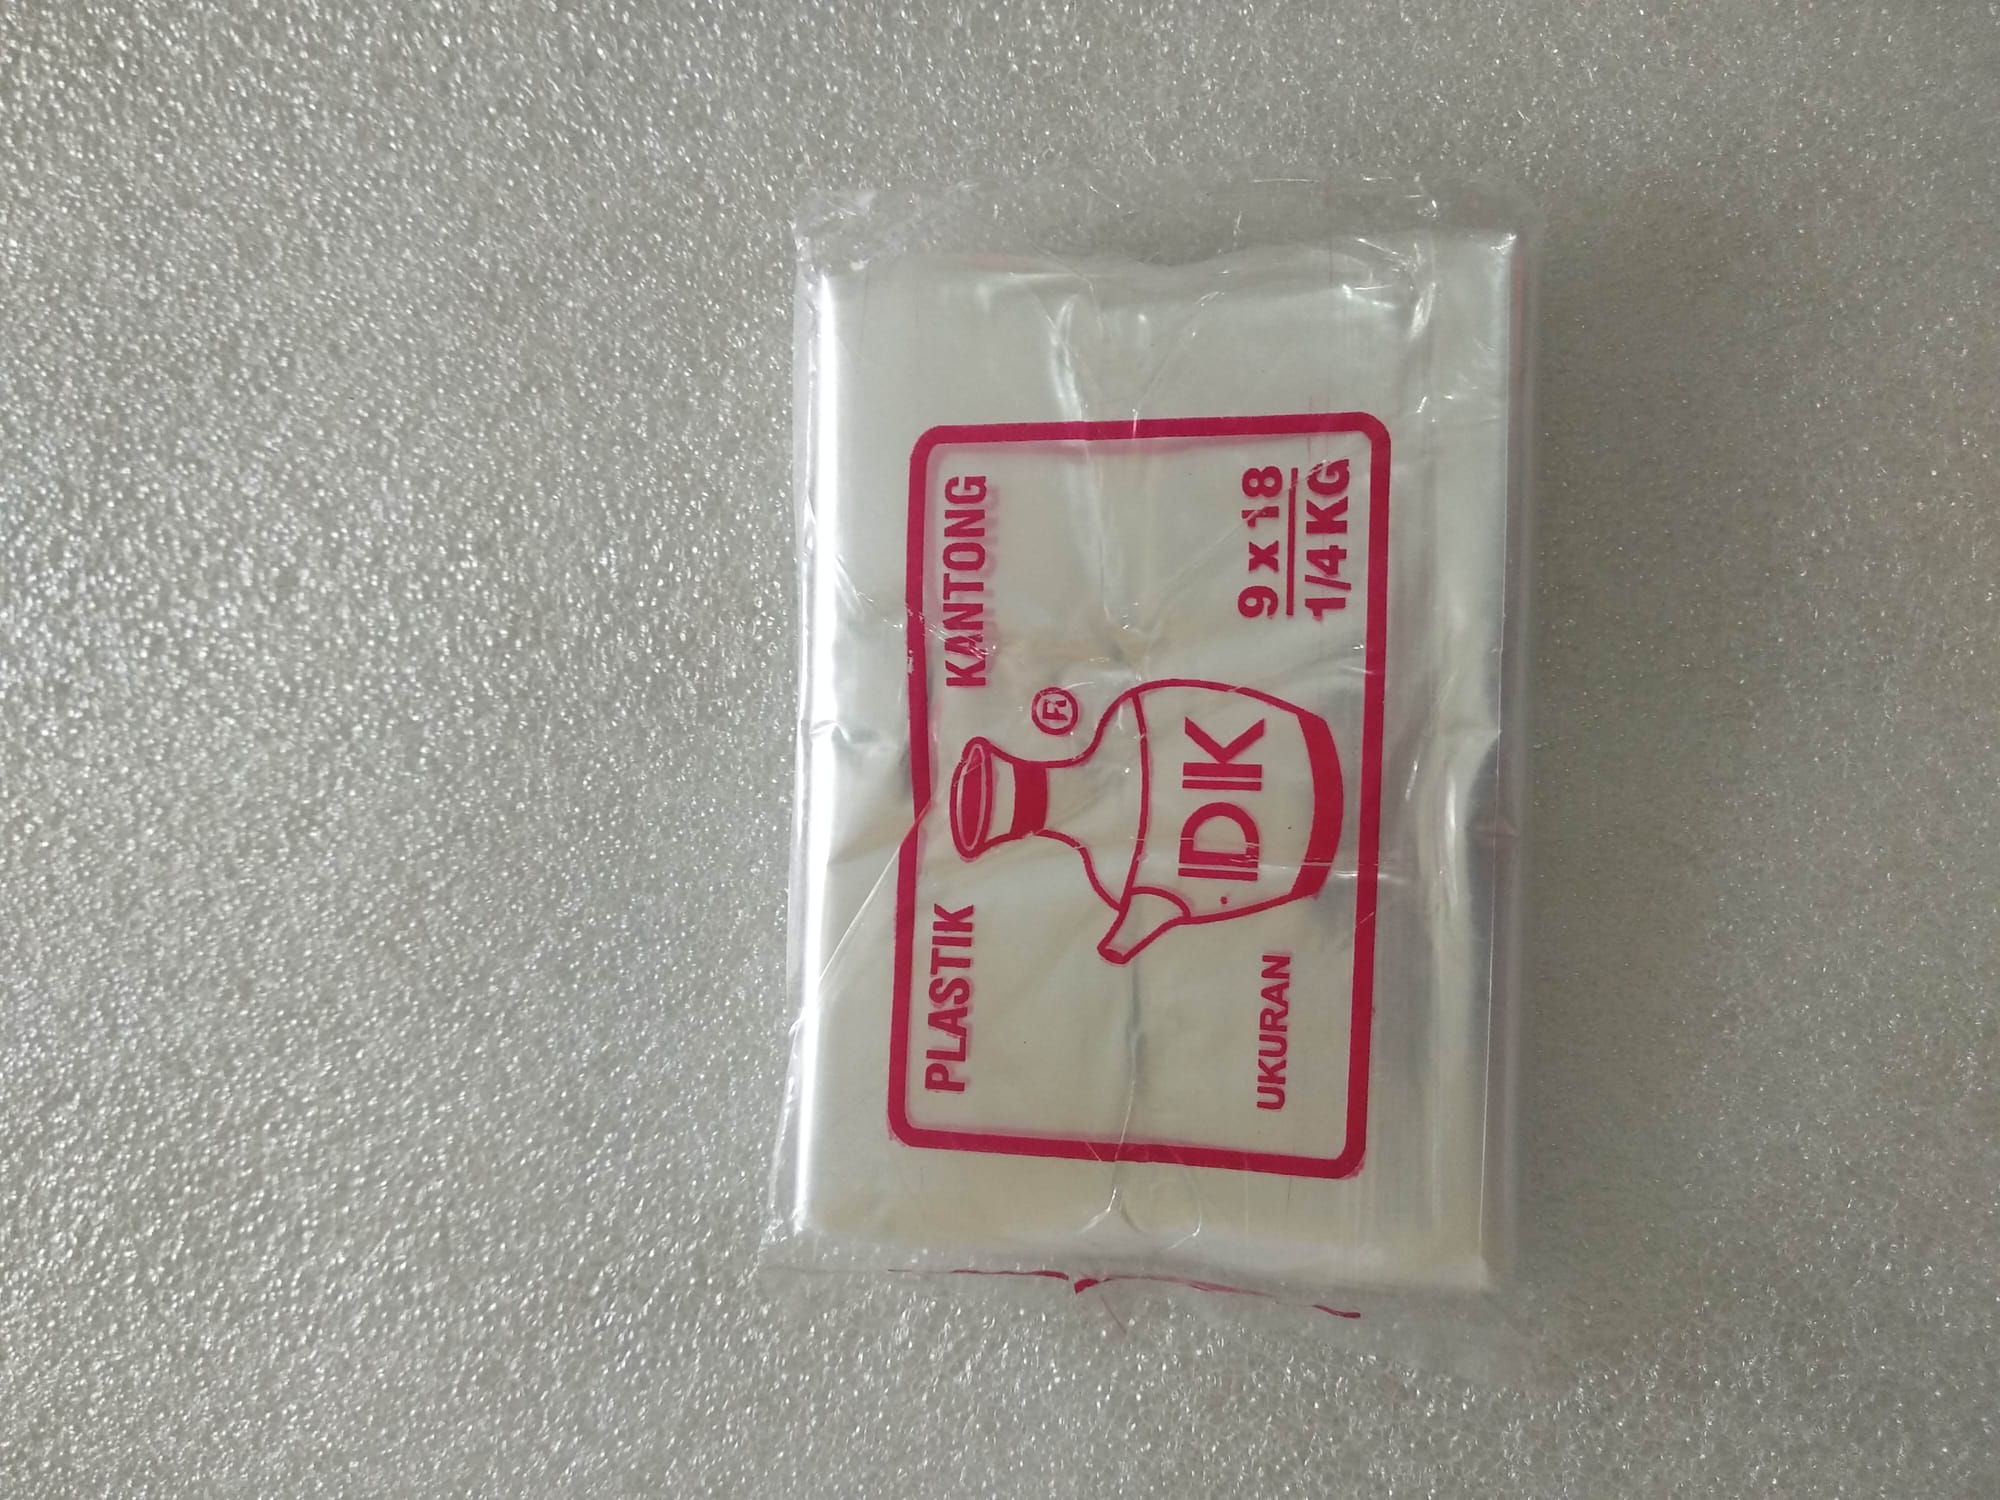 PLASTIK KANTONG
®
IDK
UKURAN 9 x 18
1/4 KG